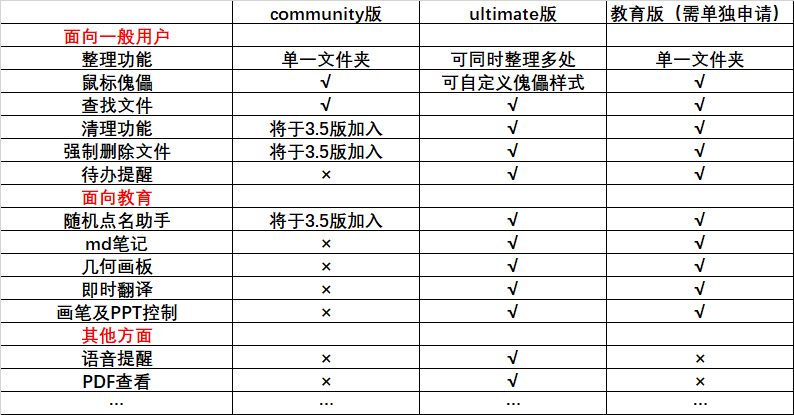 community版 ultimate版 教育版（需单独申请）
面向一般用户
整理功能 单一文件夹 可同时整理多处 单一文件夹
鼠标傀儡 √ 可自定义傀儡样式 √
查找文件 √ √ √
清理功能 将于3.5版加入 √ √
强制删除文件 将于3.5版加入 √ √
待办提醒 × √ √
面向教育
随机点名助手 将于3.5版加入 √ √
md笔记 × √ √
几何画板 × √ √
即时翻译 × √ √
画笔及PPT控制 × √ √
其他方面
语音提醒 × √ ×
PDF查看 × √ ×
… … … …